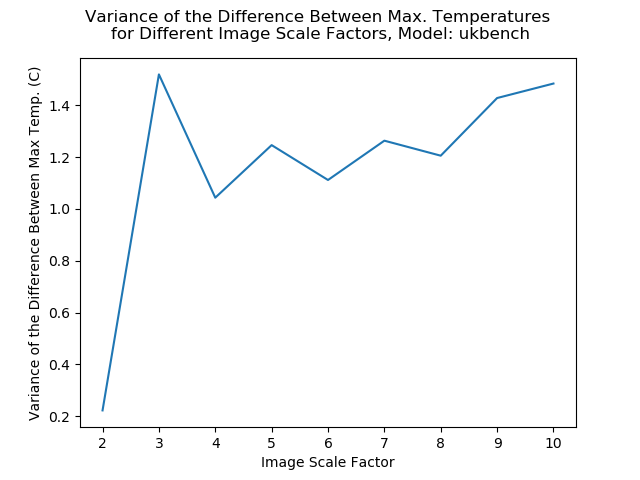 Variance of the Difference Between Max. Temperatures
for Different Image Scale Factors, Model: ukbench
Variance of the Difference Between Max Temp. (C)
1.4
1.2
1.0
0.8
0.6
0.4
0.2
2 3 4 5 6 7 8 9 10
Image Scale Factor